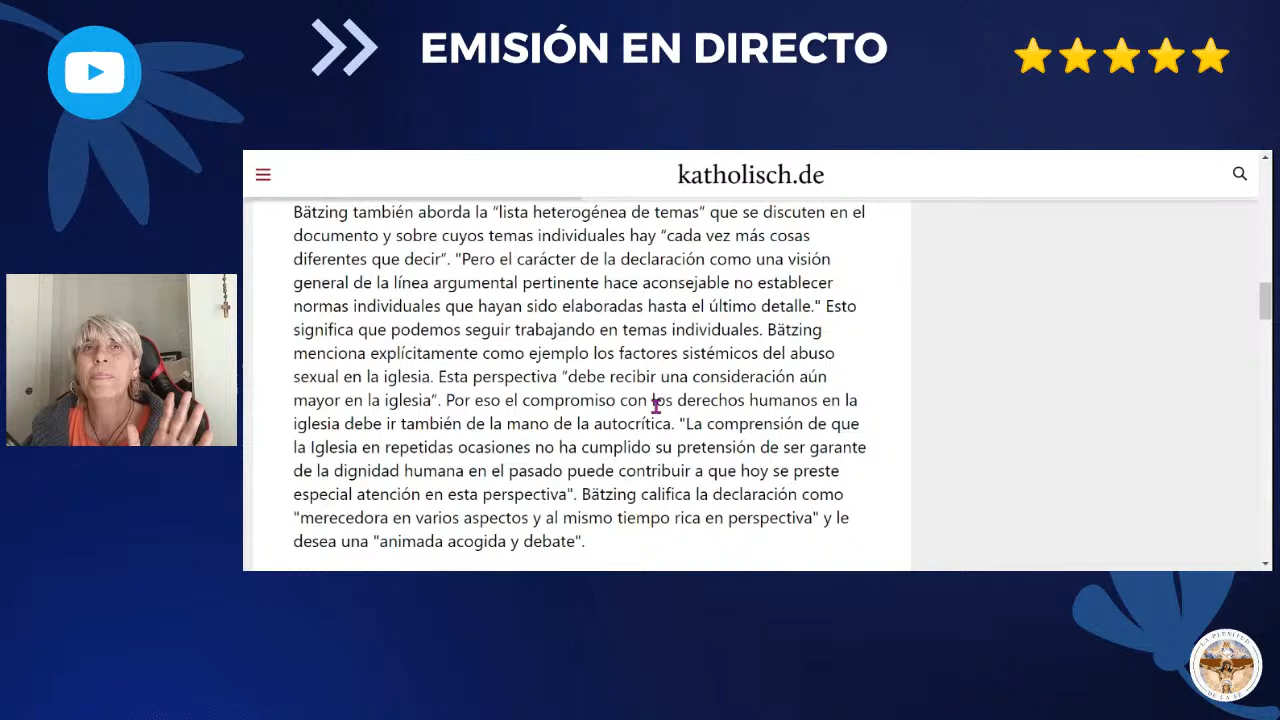 EMISIÓN EN DIRECTO
katholisch.de
Bätzing también aborda la “lista heterogénea de temas” que se discuten en el
documento y sobre cuyos temas individuales hay “cada vez más cosas
diferentes que decir”. "Pero el carácter de la declaración como una visión
general de la línea argumental pertinente hace aconsejable no establecer
normas individuales que hayan sido elaboradas hasta el último detalle." Esto
significa que podemos seguir trabajando en temas individuales. Bätzing
menciona explícitamente como ejemplo los factores sistémicos del abuso
sexual en la iglesia. Esta perspectiva “debe recibir una consideración aún
mayor en la iglesia”. Por eso el compromiso con los derechos humanos en la
iglesia debe ir también de la mano de la autocrítica. "La comprensión de que
la Iglesia en repetidas ocasiones no ha cumplido su pretensión de ser garante
de la dignidad humana en el pasado puede contribuir a que hoy se preste
especial atención en esta perspectiva". Bätzing califica la declaración como
"merecedora en varios aspectos y al mismo tiempo rica en perspectiva" y le
desea una "animada acogida y debate".
LA PLENITUD
DE LA FE